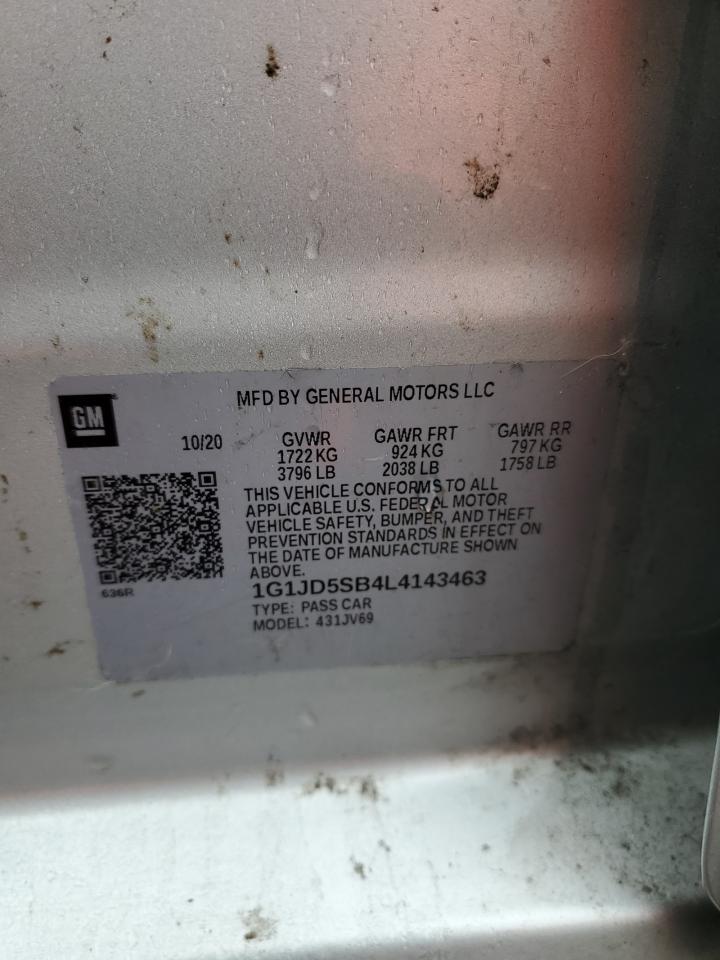 MFD BY GENERAL MOTORS LLC
GM
10/20 GVWR GAWR FRT GAWR RR
1722 KG 924 KG 797 KG
3796 LB 2038 LB 1758 LB
THIS VEHICLE CONFORMS TO ALL
APPLICABLE U.S. FEDERAL MOTOR
VEHICLE SAFETY, BUMPER, AND THEFT
PREVENTION STANDARDS IN EFFECT ON
THE DATE OF MANUFACTURE SHOWN
ABOVE.
636R
1G1JD5SB4L4143463
TYPE: PASS CAR
MODEL: 431JV69